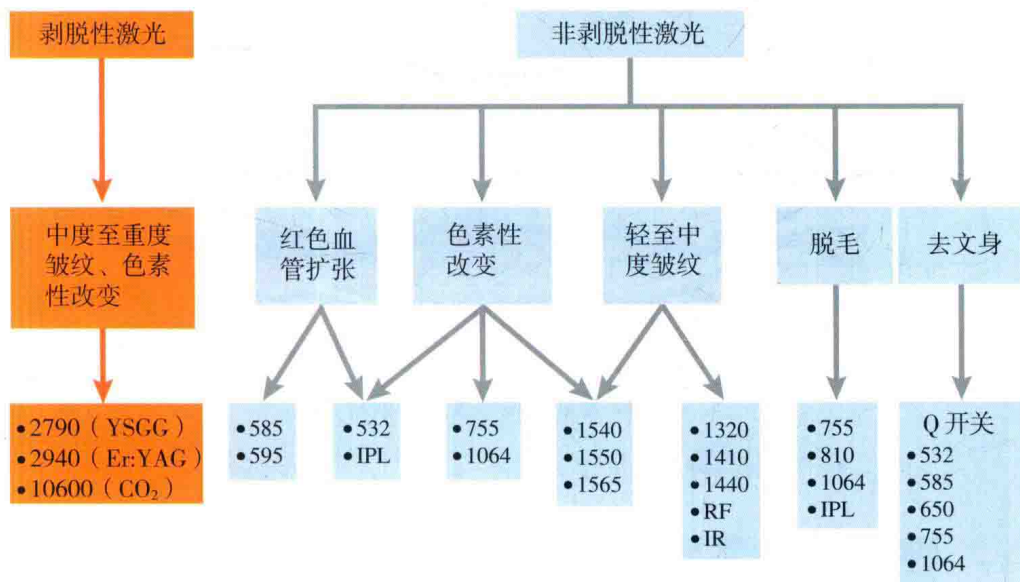 剥脱性激光
非剥脱性激光
中度至重度
皱纹、色素
性改变
红色血
管扩张
色素性
改变
轻至中
度皱纹
脱毛
去文身
•2790（YSGG）
•2940（Er:YAG）
•10600（CO₂）
•585
•595
•532
•IPL
•755
•1064
•1540
•1550
•1565
•1320
•1410
•1440
•RF
•IR
•755
•810
•1064
•IPL
Q 开关
•532
•585
•650
•755
•1064